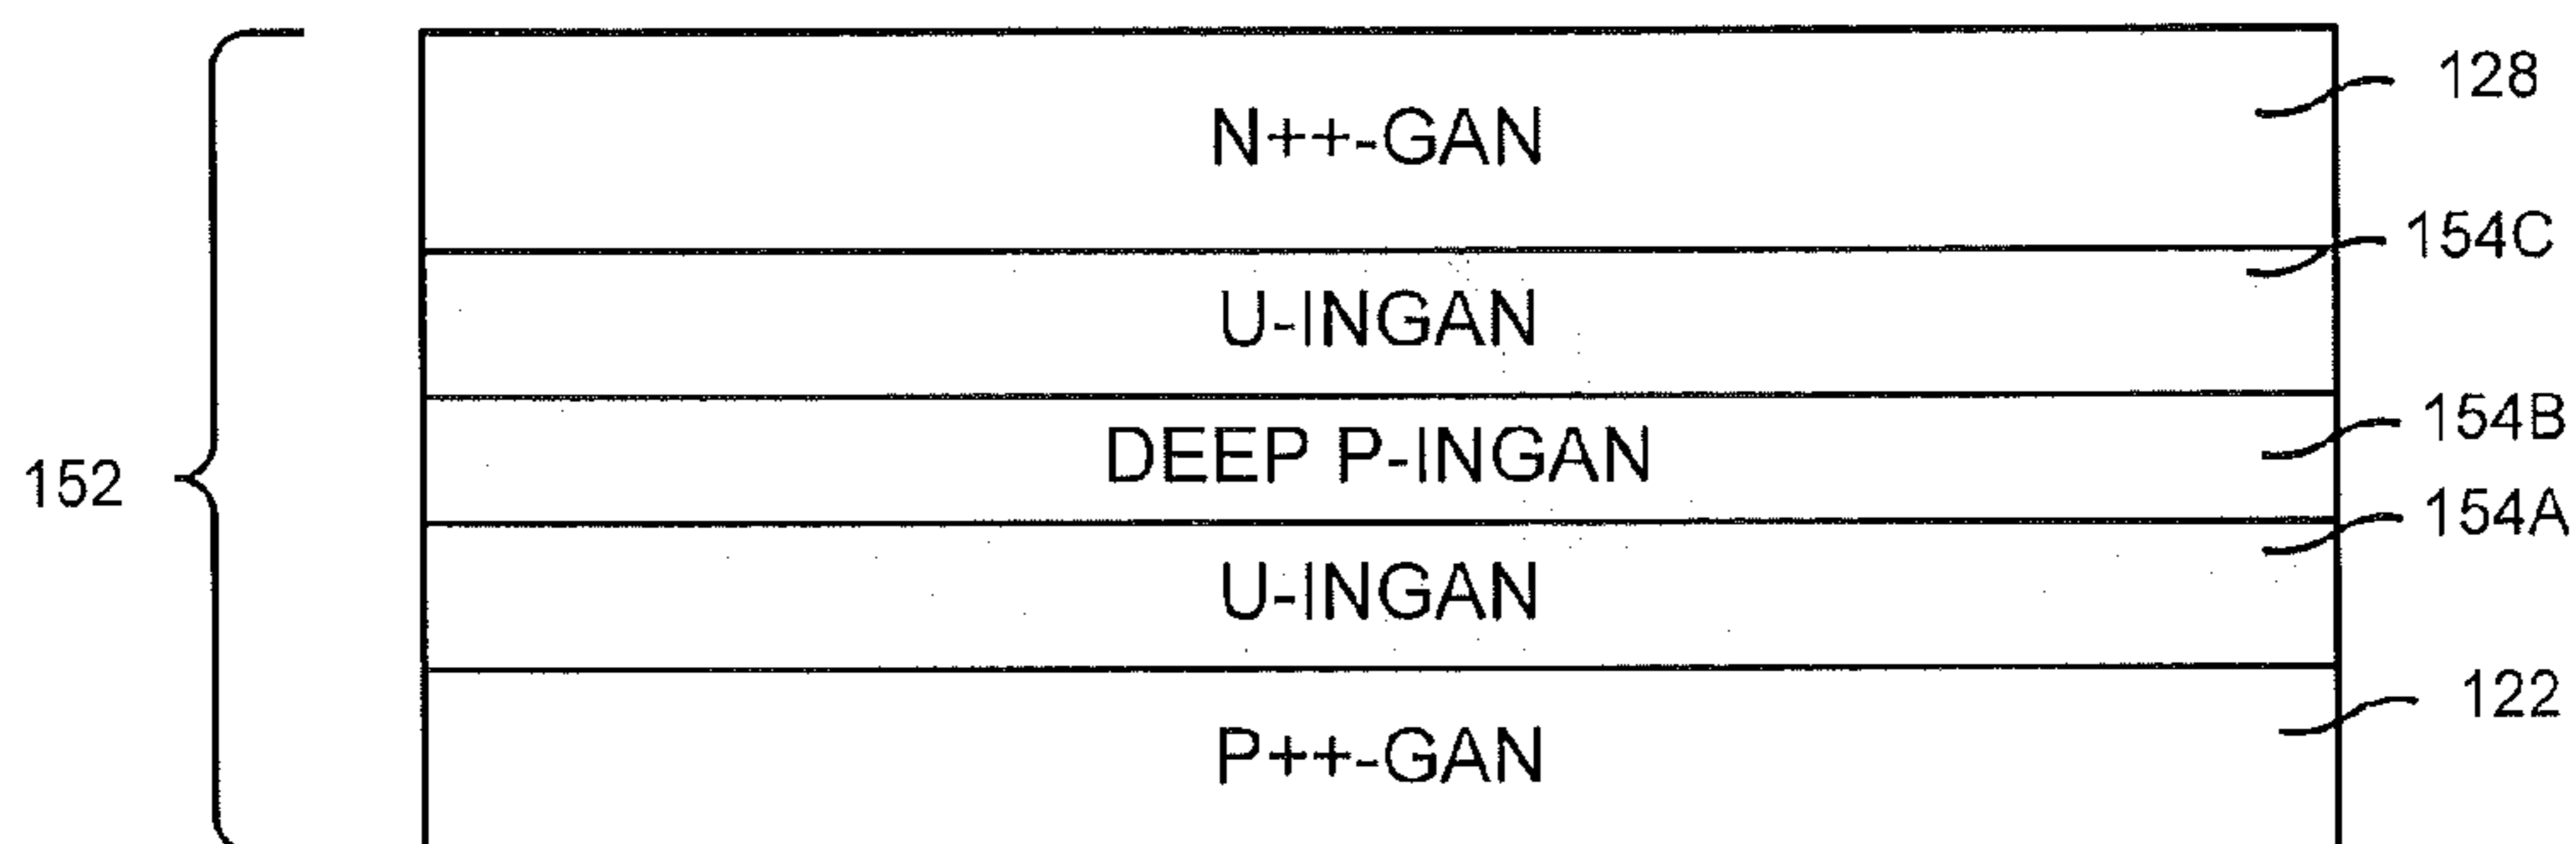 128
N++-GAN
154C
U-INGAN
154B
DEEP P-INGAN
152
154A
U-INGAN
122
P++-GAN